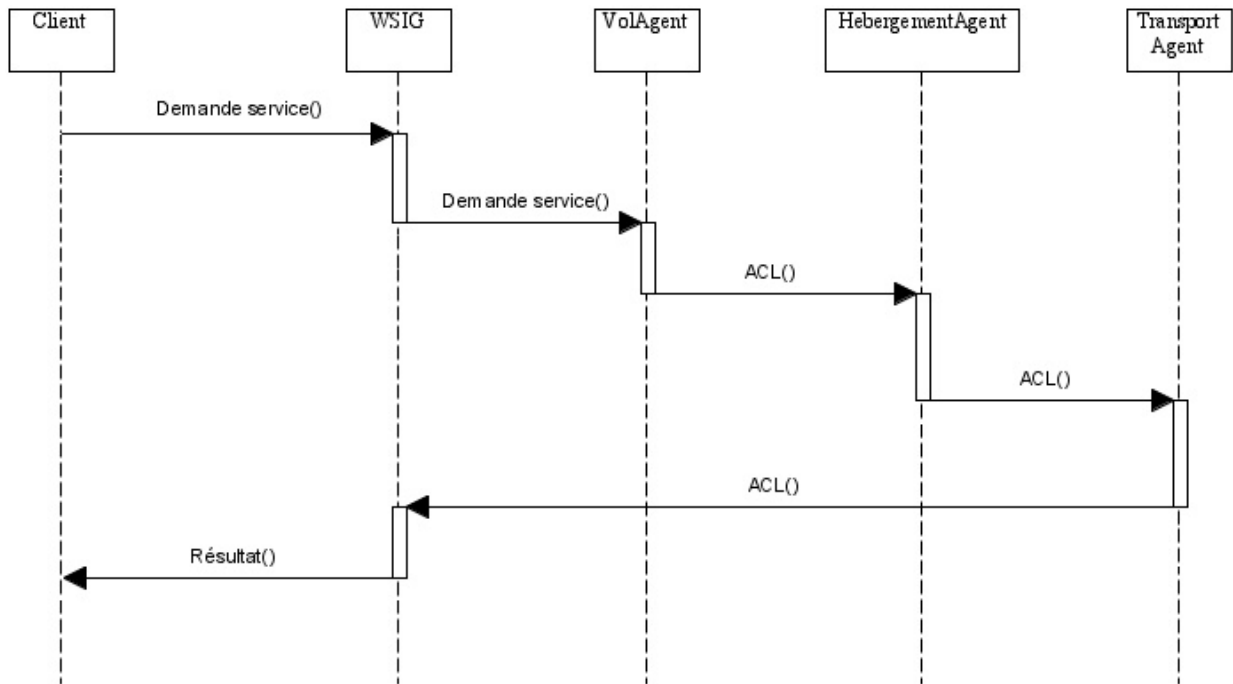 Client
WSIG
VolAgent
HebergementAgent
Transport
Agent
Demande service()
Demande service()
ACL()
ACL()
ACL()
Résultat()